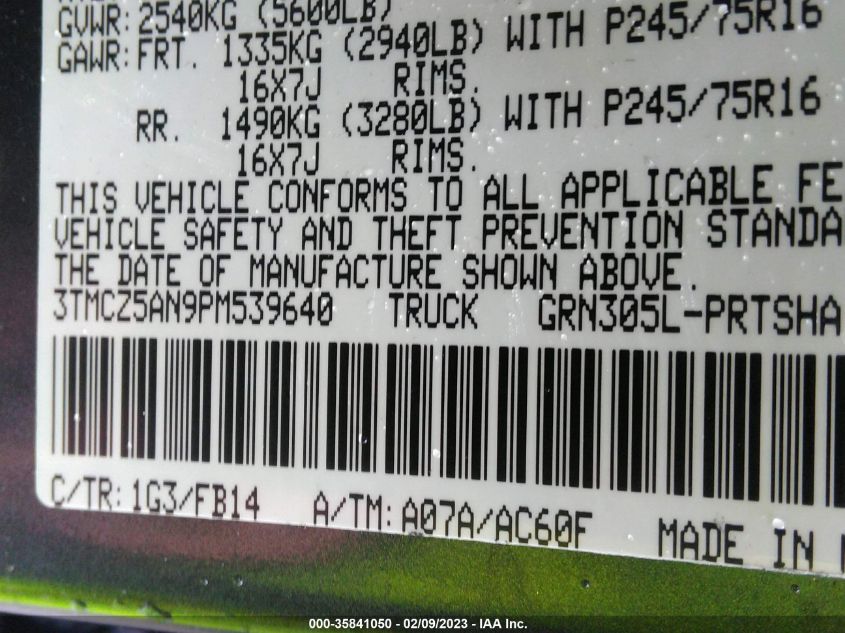 GVWR: 2540KG (5600LB)
GAWR: FRT. 1335KG (2940LB) WITH P245/75R16
16X7J RIMS.
RR. 1490KG (3280LB) WITH P245/75R16
16X7J RIMS.
THIS VEHICLE CONFORMS TO ALL APPLICABLE FE
VEHICLE SAFETY AND THEFT PREVENTION STANDA
THE DATE OF MANUFACTURE SHOWN ABOVE.
3TMCZ5AN9PM539640 TRUCK GRN305L-PRTSHA
C/TR: 1G3/FB14 A/TM: A07A/AC60F MADE IN
000-35841050 - 02/09/2023 - IAA Inc.